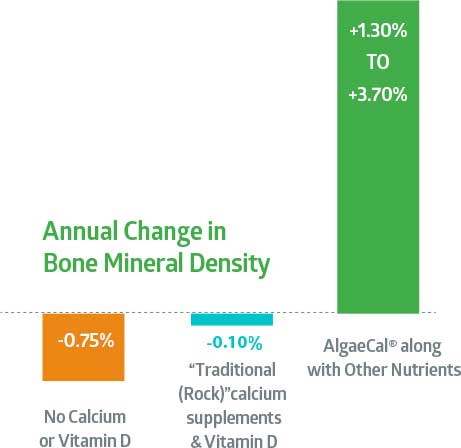 +1.30%
TO
+3.70%
Annual Change in
Bone Mineral Density
-0.75%
-0.10%
No Calcium
or Vitamin D
“Traditional
(Rock)”calcium
supplements
& Vitamin D
AlgaeCal® along
with Other Nutrients